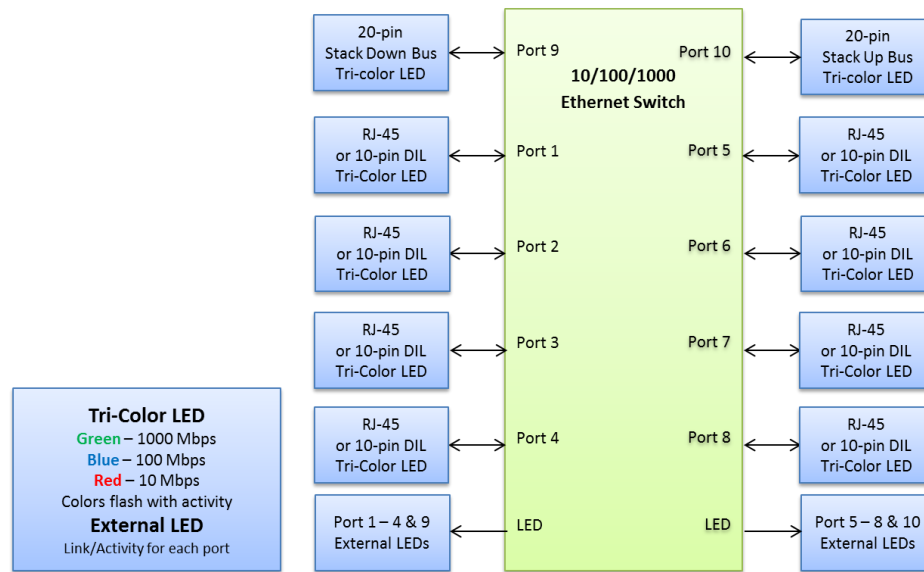 20-pin
Stack Down Bus
Tri-color LED
Port 9
10/100/1000
Ethernet Switch
Port 10
20-pin
Stack Up Bus
Tri-color LED
RJ-45
or 10-pin DIL
Tri-Color LED
Port 1
Port 5
RJ-45
or 10-pin DIL
Tri-Color LED
RJ-45
or 10-pin DIL
Tri-Color LED
Port 2
Port 6
RJ-45
or 10-pin DIL
Tri-Color LED
RJ-45
or 10-pin DIL
Tri-Color LED
Port 3
Port 7
RJ-45
or 10-pin DIL
Tri-Color LED
RJ-45
or 10-pin DIL
Tri-Color LED
Port 4
Port 8
RJ-45
or 10-pin DIL
Tri-Color LED
Port 1 – 4 & 9
External LEDs
LED
LED
Port 5 – 8 & 10
External LEDs
Tri-Color LED
Green – 1000 Mbps
Blue – 100 Mbps
Red – 10 Mbps
Colors flash with activity
External LED
Link/Activity for each port